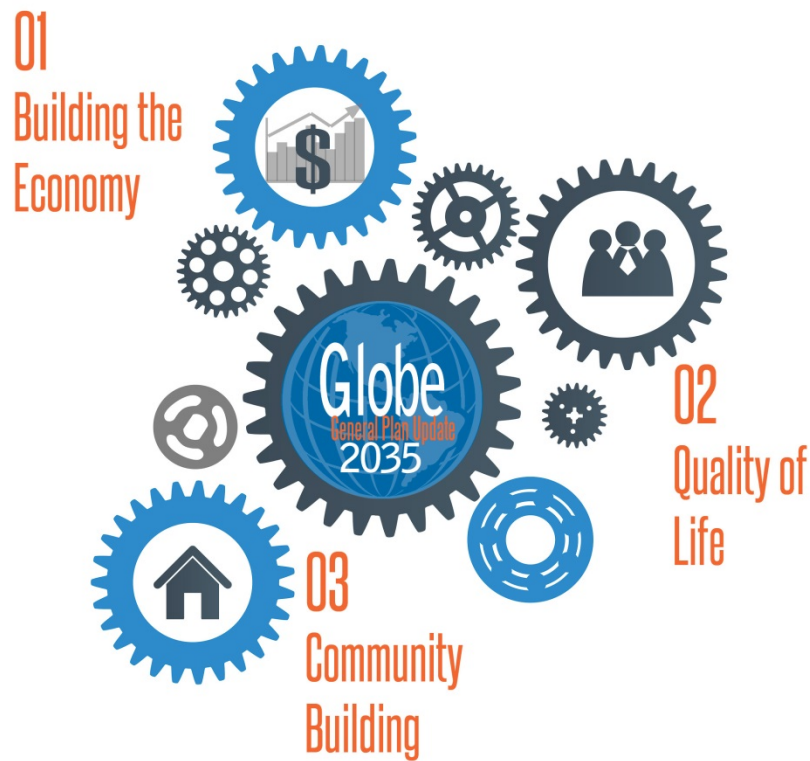 01
Building the
Economy
$
Globe
General Plan Update
2035
02
Quality of
Life
03
Community
Building